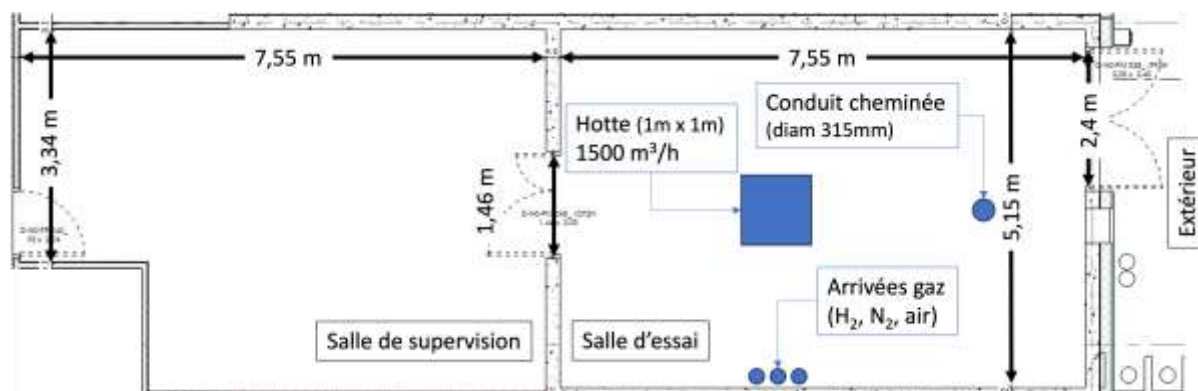 7,55 m
7,55 m
3,34 m
1,46 m
Hotte (1m x 1m)
1500 m³/h
Conduit cheminée
(diam 315mm)
2,4 m
5,15 m
Extérieur
Arrivées gaz
(H₂, N₂, air)
Salle de supervision
Salle d'essai